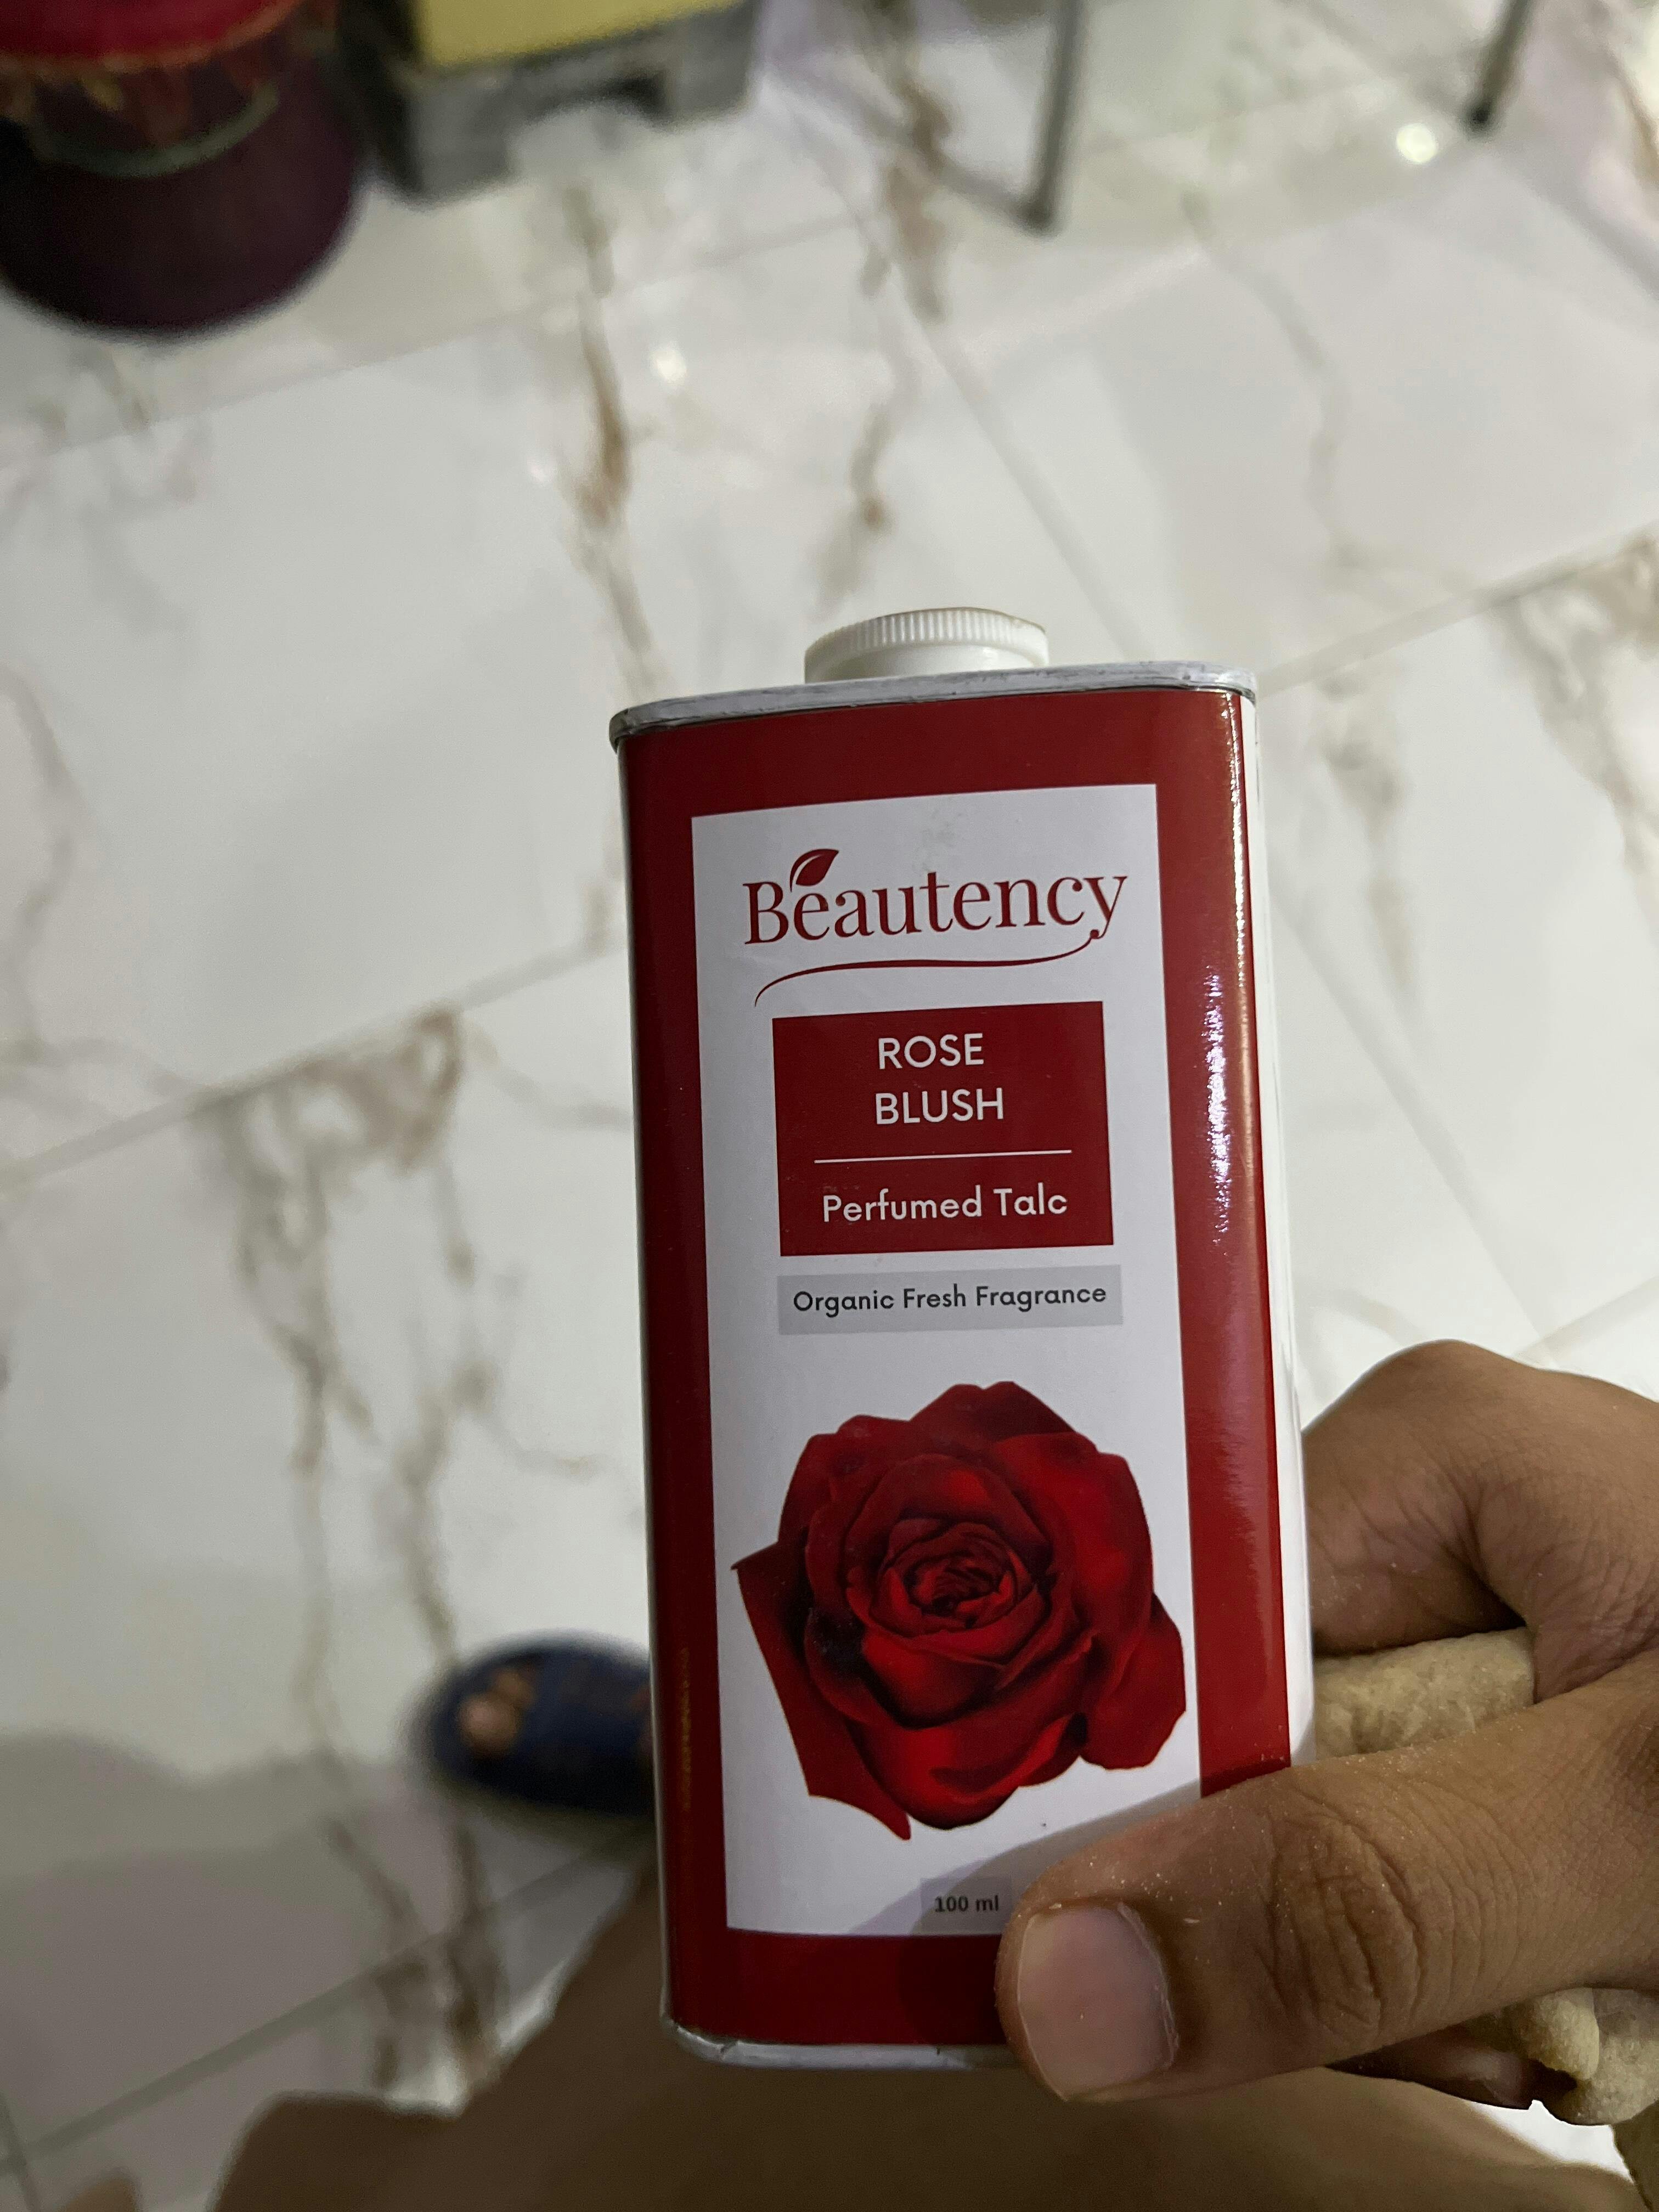 Beautency
ROSE
BLUSH
Perfumed Talc
Organic Fresh Fragrance
100 ml